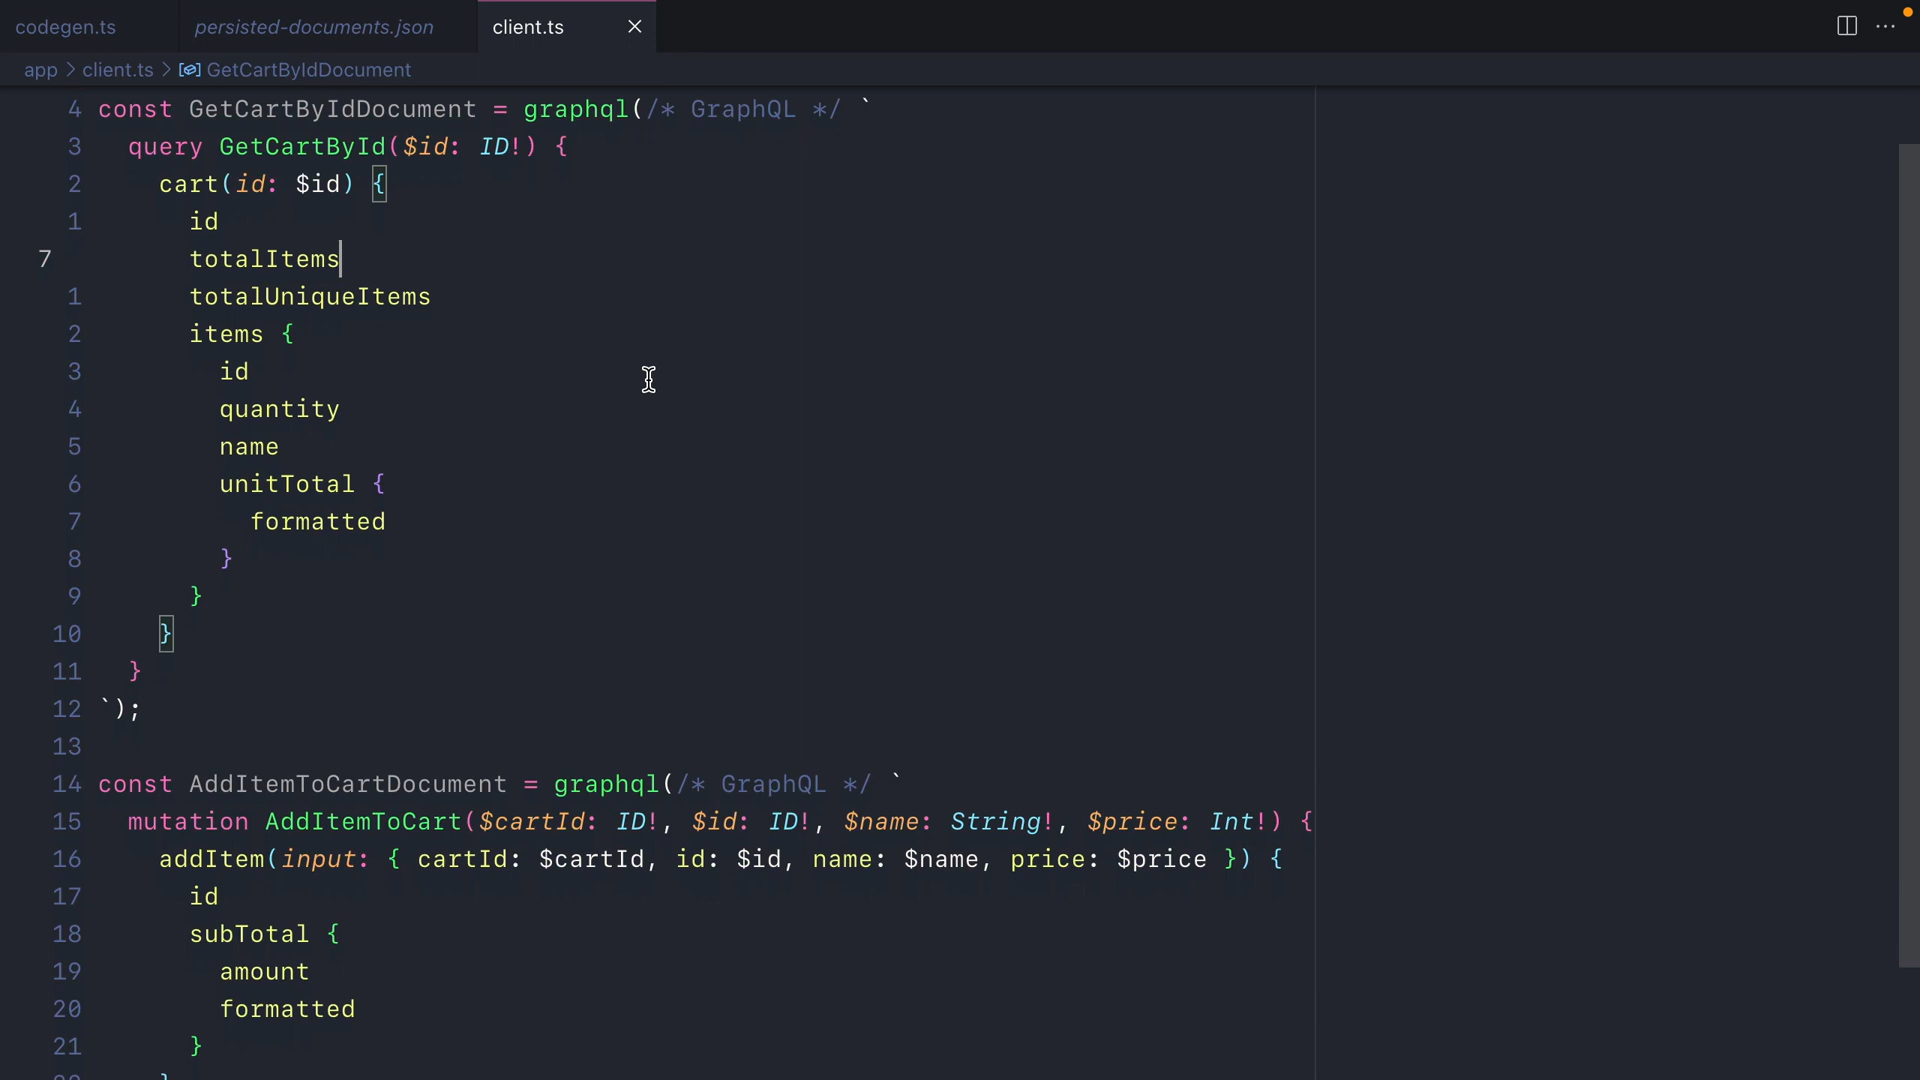 codegen.ts persisted-documents.json client.ts
app > client.ts > GetCartByIdDocument
4 const GetCartByIdDocument = graphql(/* GraphQL */ `
3 query GetCartById($id: ID!) {
2 cart(id: $id) {
1 id
7 totalItems
1 totalUniqueItems
2 items {
3 id
4 quantity
5 name
6 unitTotal {
7 formatted
8 }
9 }
10 }
11 }
12 `);
13
14 const AddItemToCartDocument = graphql(/* GraphQL */ `
15 mutation AddItemToCart($cartId: ID!, $id: ID!, $name: String!, $price: Int!) {
16 addItem(input: { cartId: $cartId, id: $id, name: $name, price: $price }) {
17 id
18 subTotal {
19 amount
20 formatted
21 }